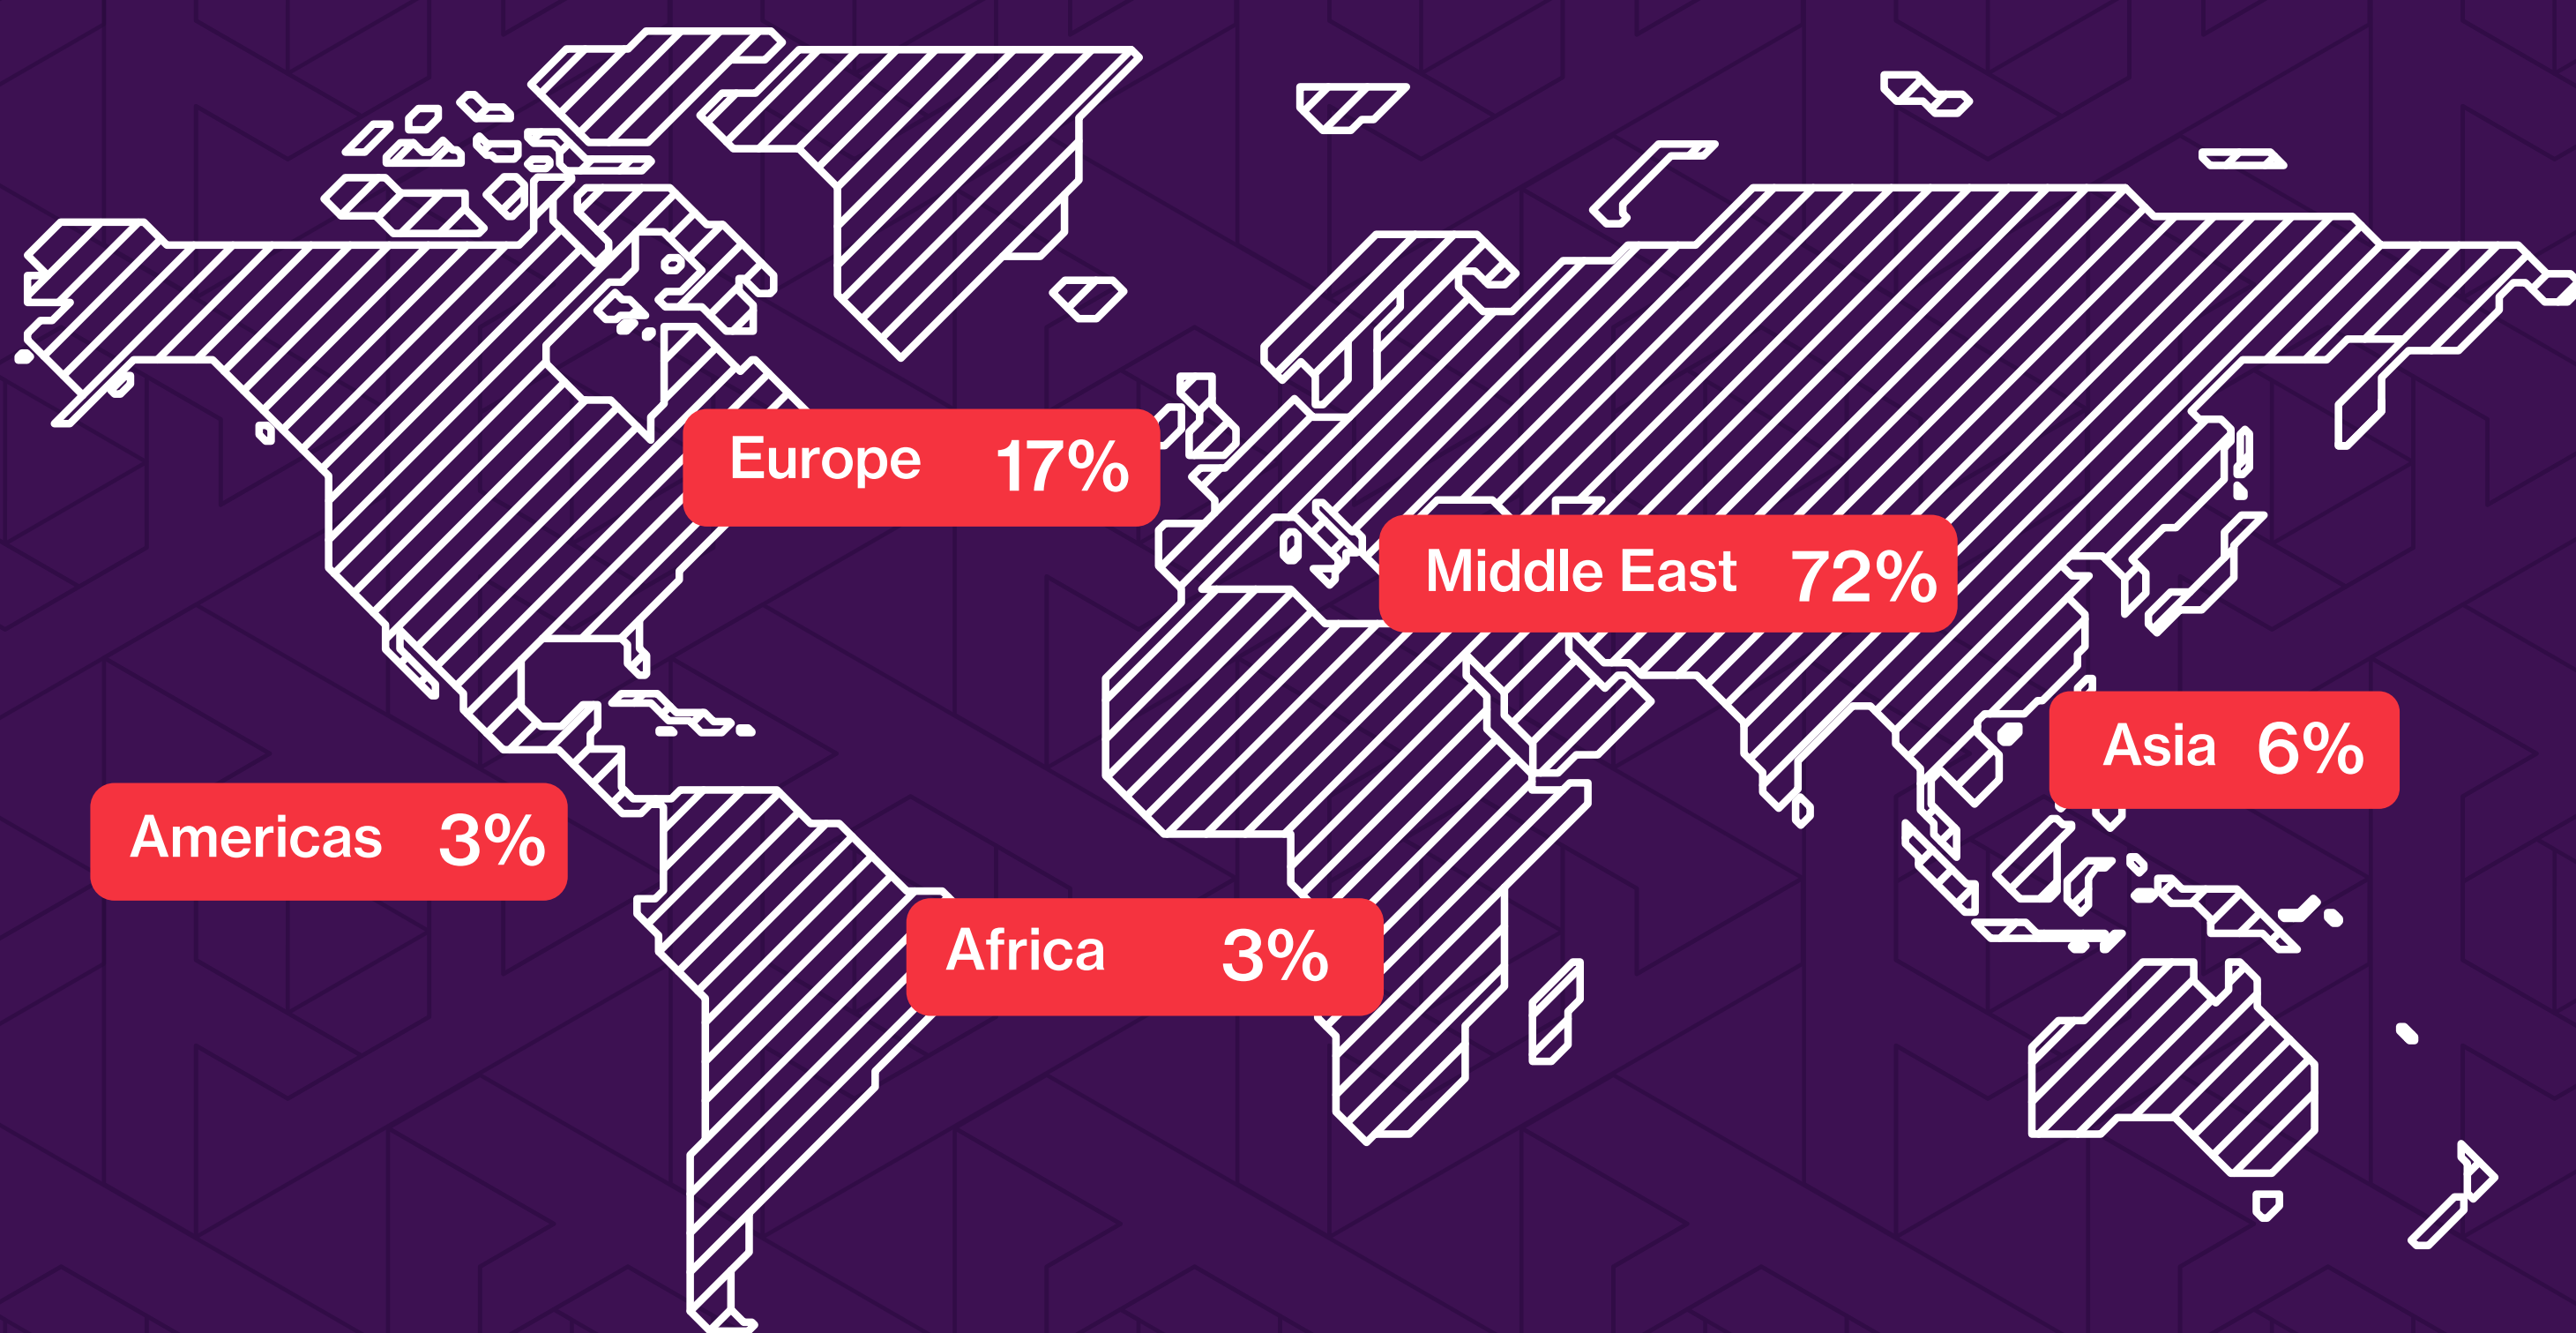 Europe 17%
Middle East 72%
Asia 6%
Americas 3%
Africa 3%